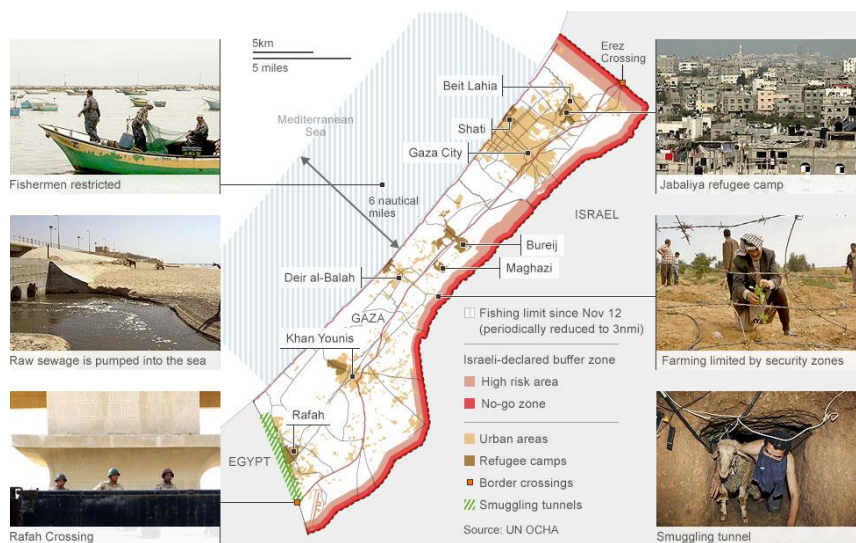 5km
5 miles
Erez
Crossing
Beit Lahia
Mediterranean
Sea
Shati
Gaza City
Fishermen restricted
Jabaliya refugee camp
6 nautical
miles
ISRAEL
Bureij
Maghazi
Deir al-Balah
GAZA
Fishing limit since Nov 12
(periodically reduced to 3nmi)
Khan Younis
Raw sewage is pumped into the sea
Farming limited by security zones
Israeli-declared buffer zone
High risk area
No-go zone
Rafah
EGYPT
Urban areas
Refugee camps
Border crossings
Smuggling tunnels
Source: UN OCHA
Rafah Crossing
Smuggling tunnel